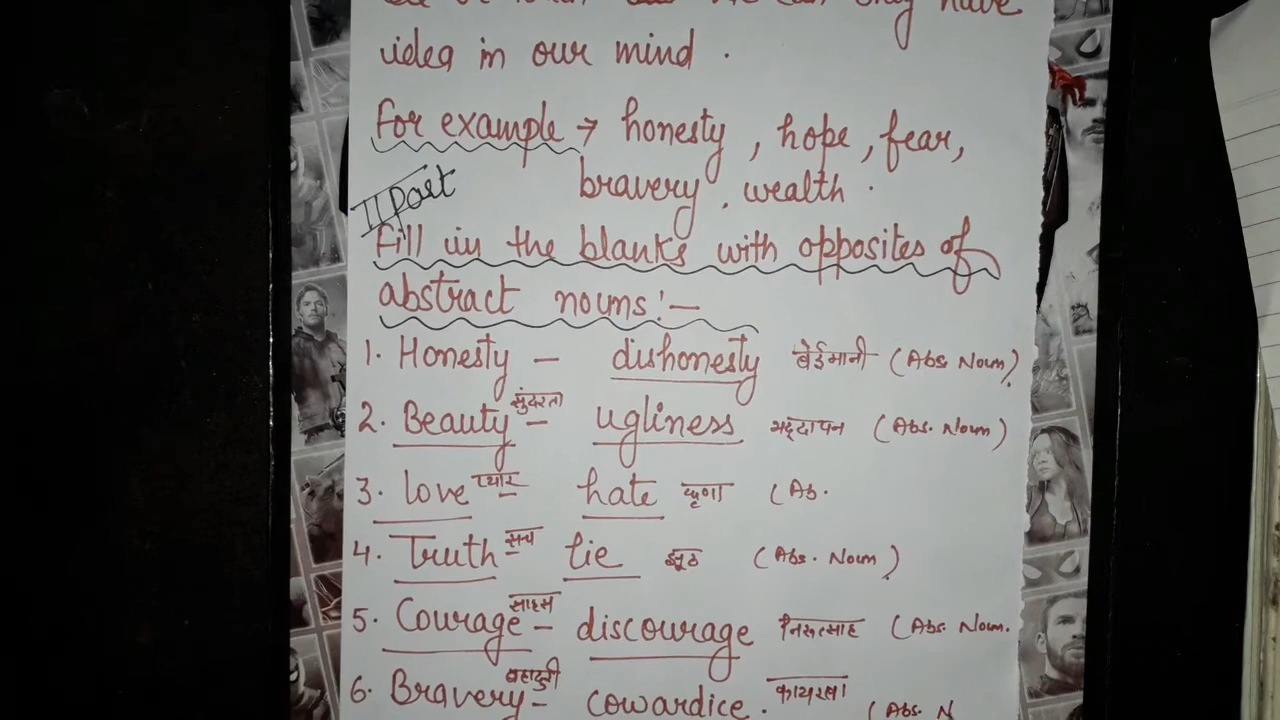 only have
idea in our mind.
For example → honesty, hope, fear,
bravery, wealth.
II Part
Fill in the blanks with opposites of
abstract nouns:-
1. Honesty - dishonesty बेईमानी (Abs Noun)
2. Beauty सुंदरता - ugliness भद्दापन (Abs. Noun)
3. love प्यार - hate घृणा (Ab.
4. Truth सच - lie झूठ (Abs. Noun)
5. Courage साहस - discourage निरुत्साह (Abs Noun.
6. Bravery बहादुरी - cowardice. कायरता (Abs. N